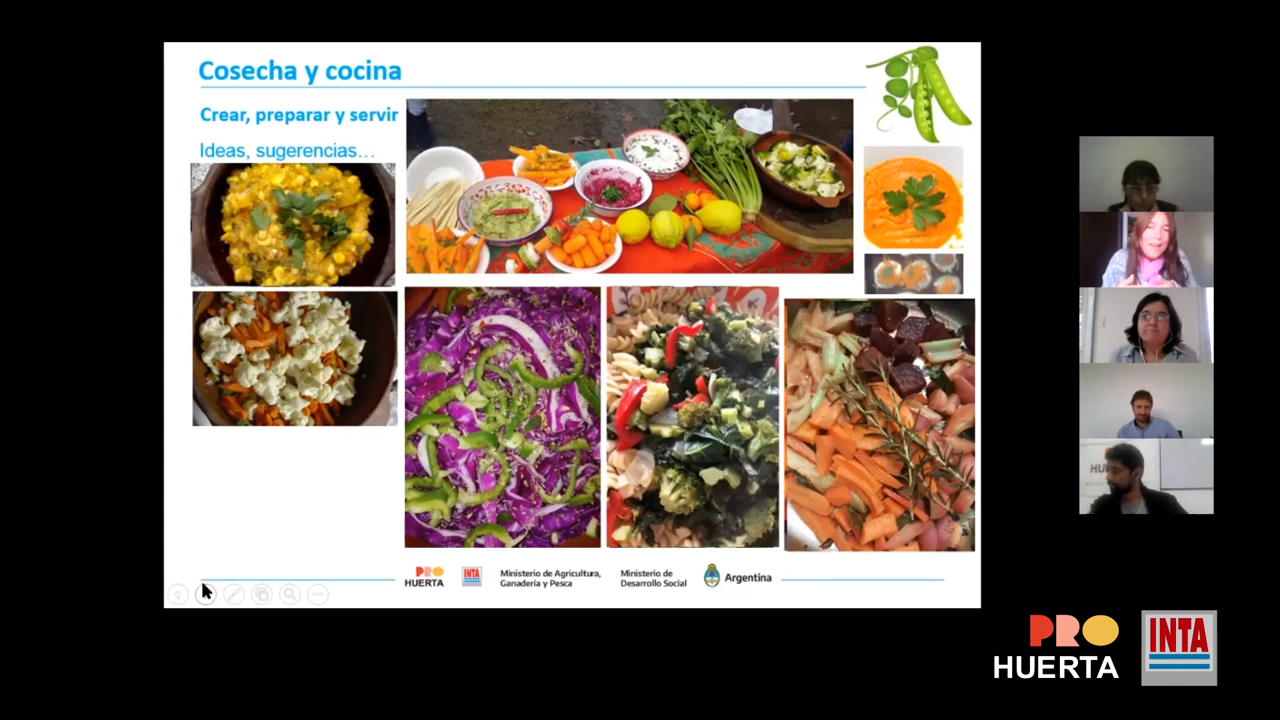 Cosecha y cocina
Crear, preparar y servir
Ideas, sugerencias...
PRO
HUERTA
INTA
Ministerio de Agricultura,
Ganadería y Pesca
Ministerio de
Desarrollo Social
Argentina
HU
PRO
HUERTA
INTA